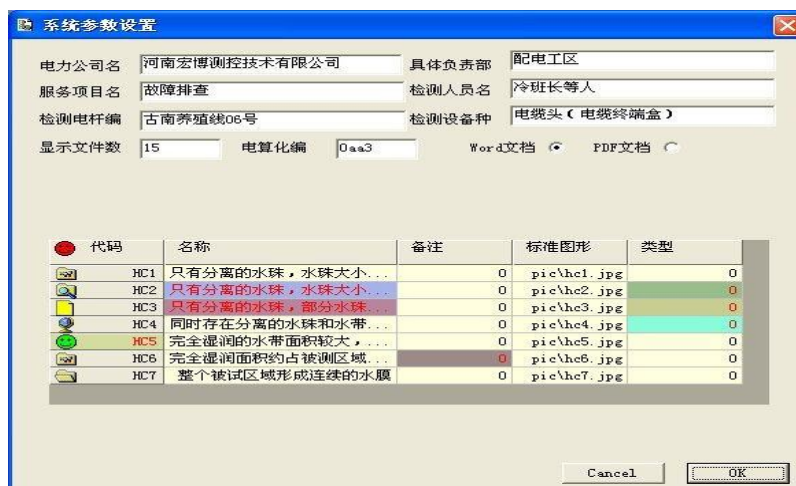 系统参数设置
电力公司名 河南宏博测控技术有限公司 具体负责部 配电工区
服务项目名 故障排查 检测人员名 冷班长等人
检测电杆编 古南养殖线06号 检测设备种 电缆头(电缆终端盒)
显示文件数 15 电算化编 0aa3 Word文档 PDF文档
代码 名称 备注 标准图形 类型
HC1 只有分离的水珠,水珠大小... 0 pic\hc1.jpg 0
HC2 只有分离的水珠,水珠大小... 0 pic\hc2.jpg 0
HC3 只有分离的水珠,部分水珠... 0 pic\hc3.jpg 0
HC4 同时存在分离的水珠和水带... 0 pic\hc4.jpg 0
HC5 完全湿润的水带面积较大,... 0 pic\hc5.jpg 0
HC6 完全湿润面积约占被测区域... 0 pic\hc6.jpg 0
HC7 整个被试区域形成连续的水膜 0 pic\hc7.jpg 0
Cancel OK